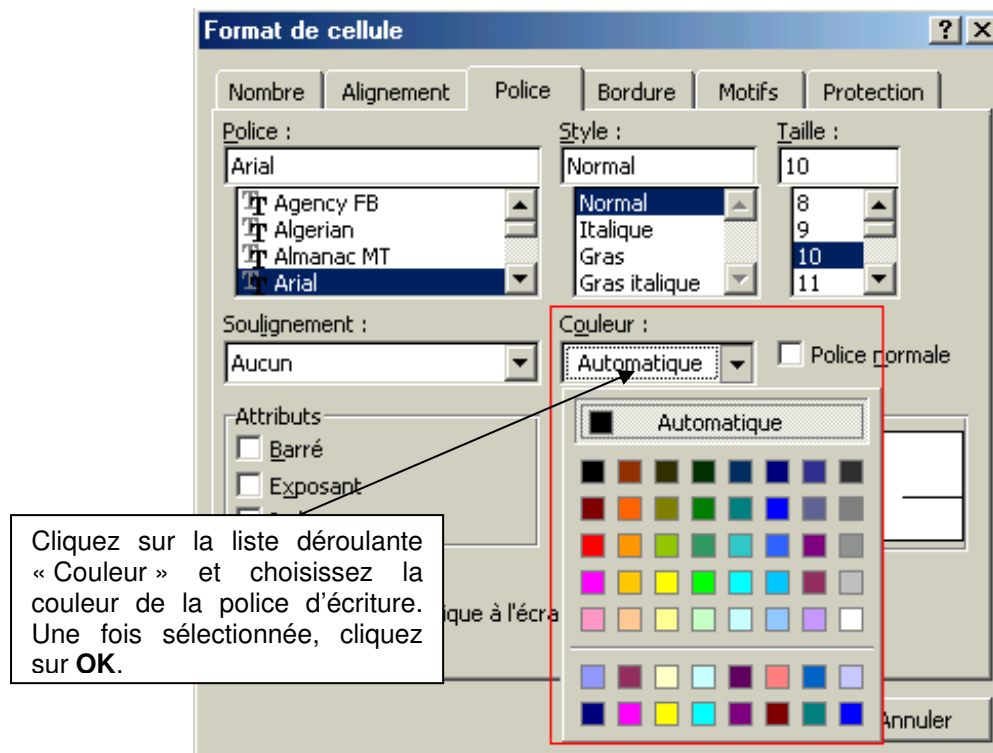 Format de cellule
Nombre Alignement Police Bordure Motifs Protection
Police : Style : Taille :
Arial Normal 10
Agency FB Normal 8
Algerian Italique 9
Almanac MT Gras 10
Arial Gras italique 11
Soulignement : Couleur :
Aucun Automatique Police normale
Attributs Automatique
Barré
Exposant
Cliquez sur la liste déroulante
« Couleur » et choisissez la
couleur de la police d'écriture.
Une fois sélectionnée, cliquez
sur OK.
ique à l'écra
Annuler